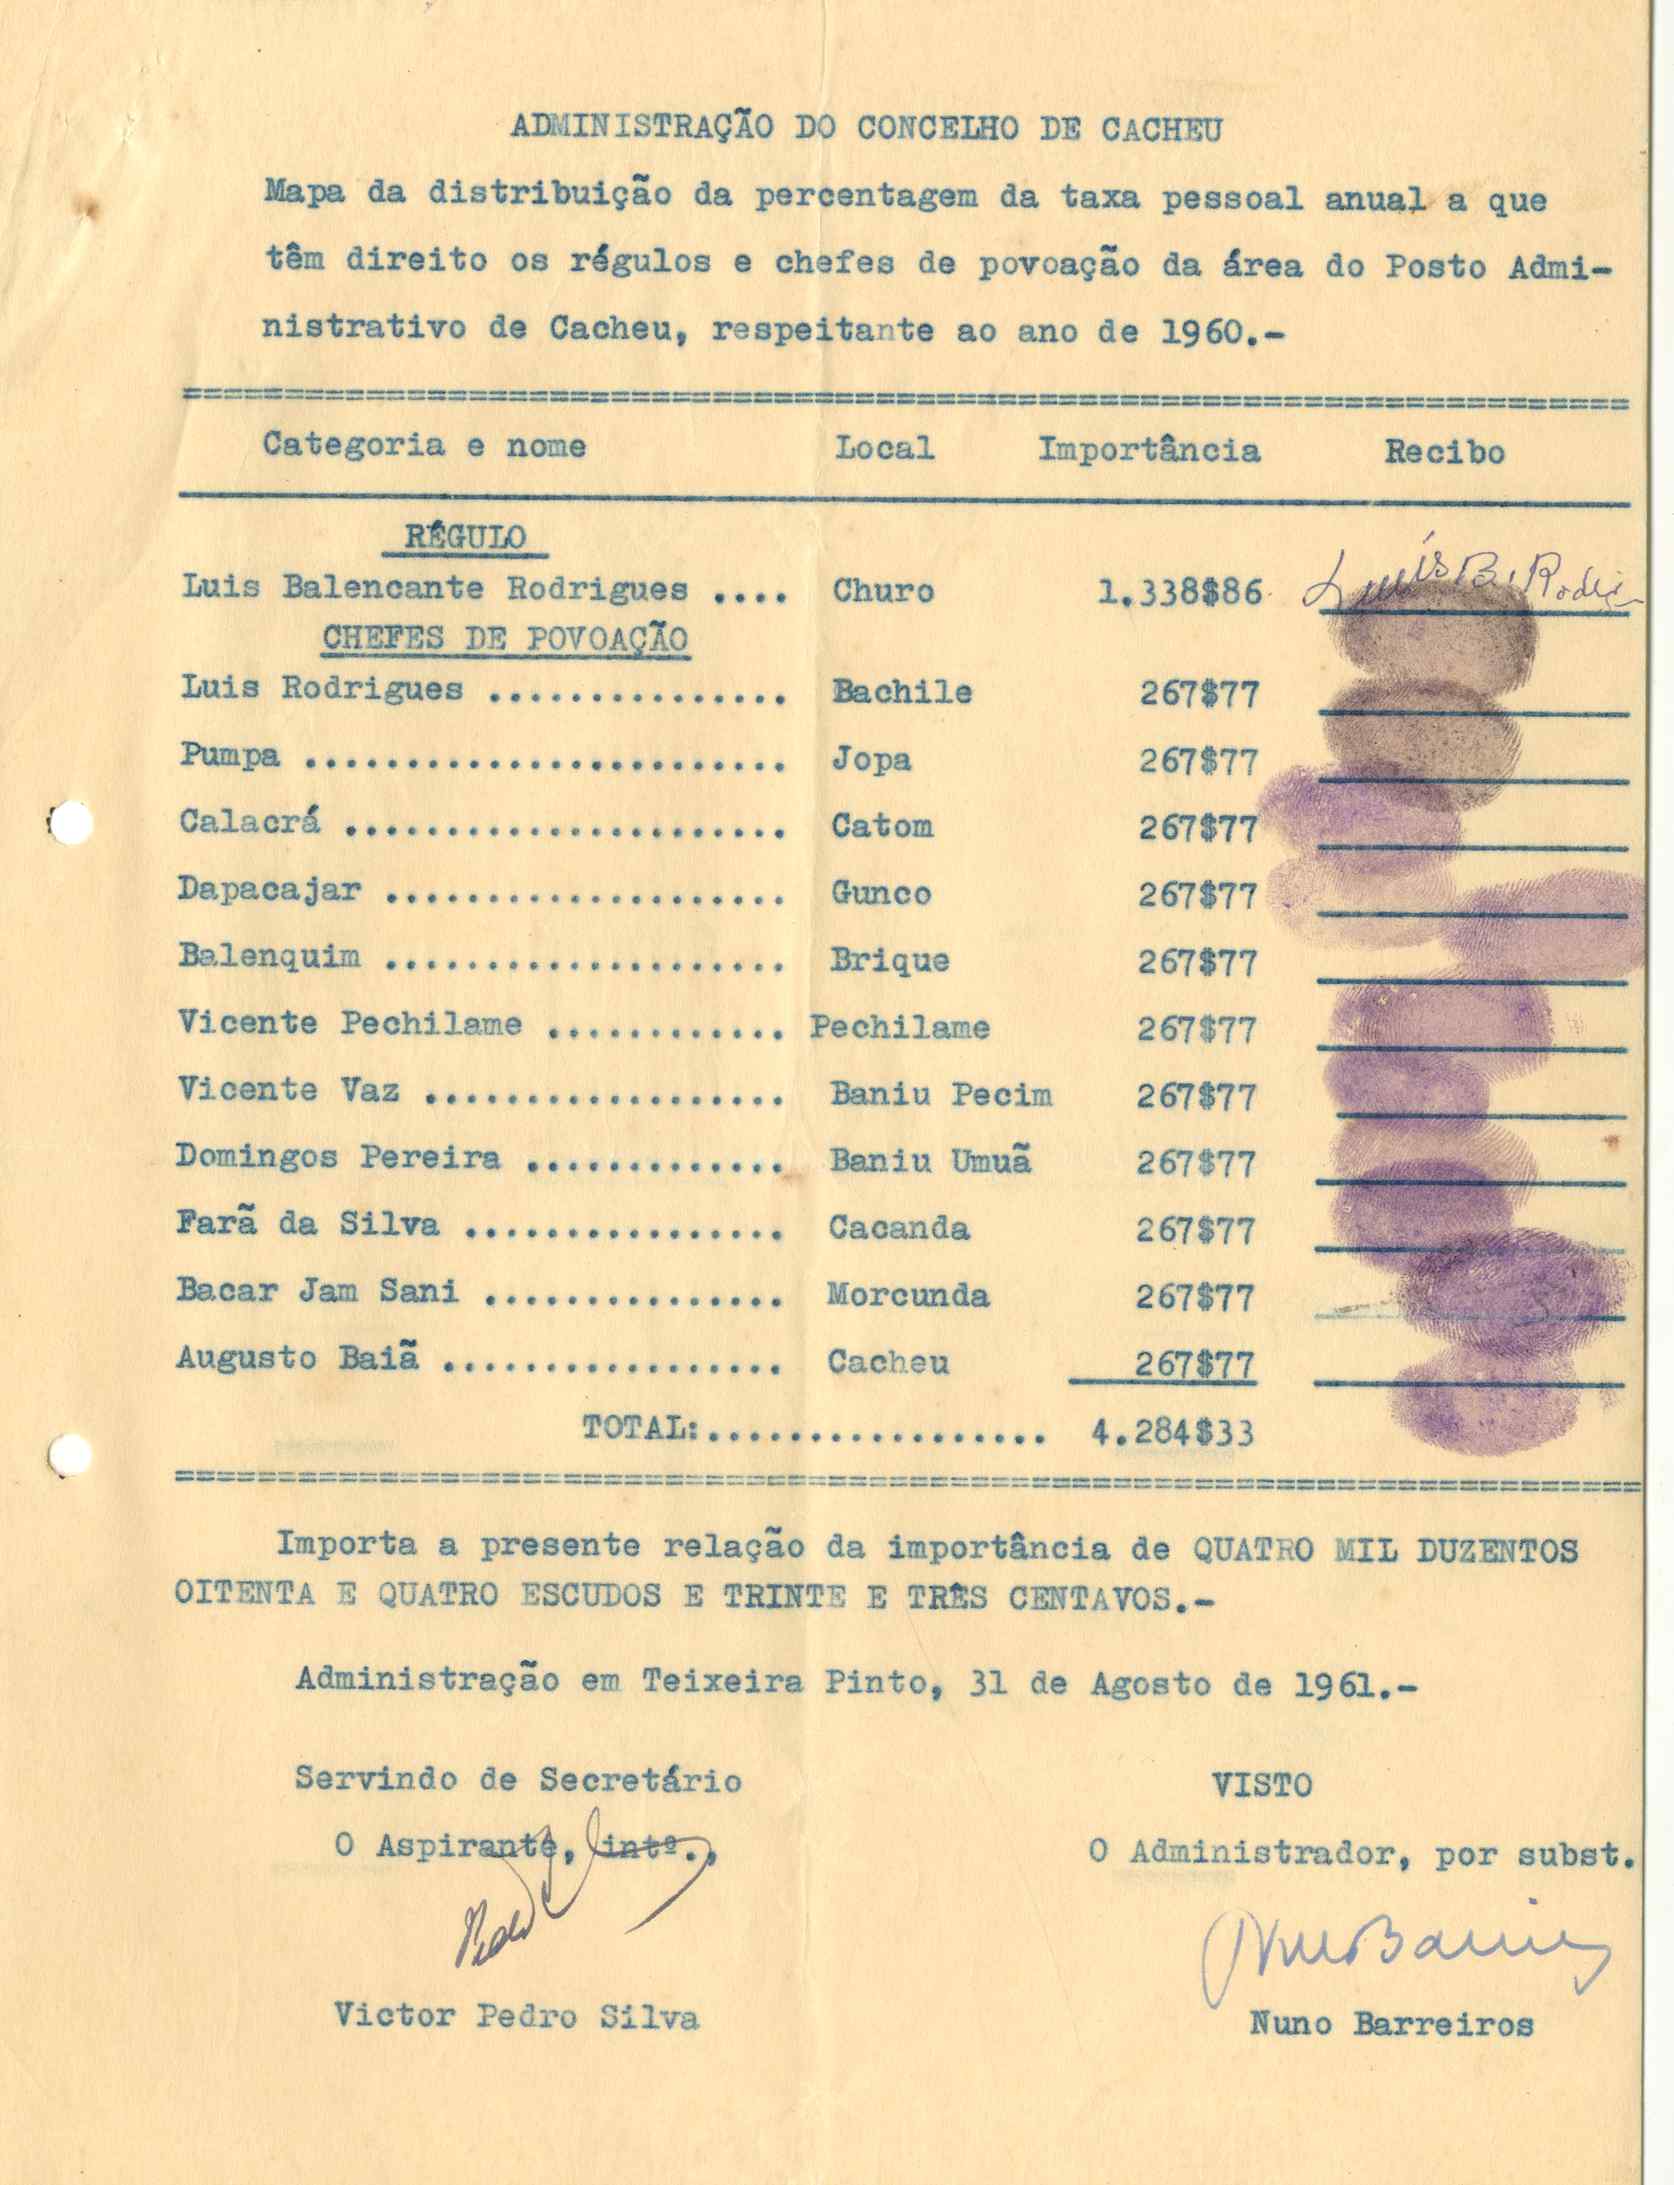 ADMINISTRAÇÃO DO CONCELHO DE CACHEU
Mapa da distribuição da percentagem da taxa pessoal anual a que
têm direito os régulos e chefes de povoação da área do Posto Admi-
nistrativo de Cacheu, respeitante ao ano de 1960.-
Categoria e nome Local Importância Recibo
RÉGULO
Luis Balencante Rodrigues .... Churo 1.338$86 Luís B. Rodri
CHEFES DE POVOAÇÃO
Luis Rodrigues ............... Bachile 267$77
Pumpa ........................ Jopa 267$77
Calacrá ...................... Catom 267$77
Dapacajar .................... Gunco 267$77
Balenquim .................... Brique 267$77
Vicente Pechilame ............ Pechilame 267$77
Vicente Vaz .................. Baniu Pecim 267$77
Domingos Pereira ............. Baniu Umuã 267$77
Farã da Silva ................ Cacanda 267$77
Bacar Jam Sani ............... Morcunda 267$77
Augusto Baiã ................. Cacheu 267$77
TOTAL:................. 4.284$33
Importa a presente relação da importância de QUATRO MIL DUZENTOS
OITENTA E QUATRO ESCUDOS E TRINTE E TRÊS CENTAVOS.-
Administração em Teixeira Pinto, 31 de Agosto de 1961.-
Servindo de Secretário VISTO
O Aspirante, intº., O Administrador, por subst.
Nuno Barreiros
Victor Pedro Silva Nuno Barreiros